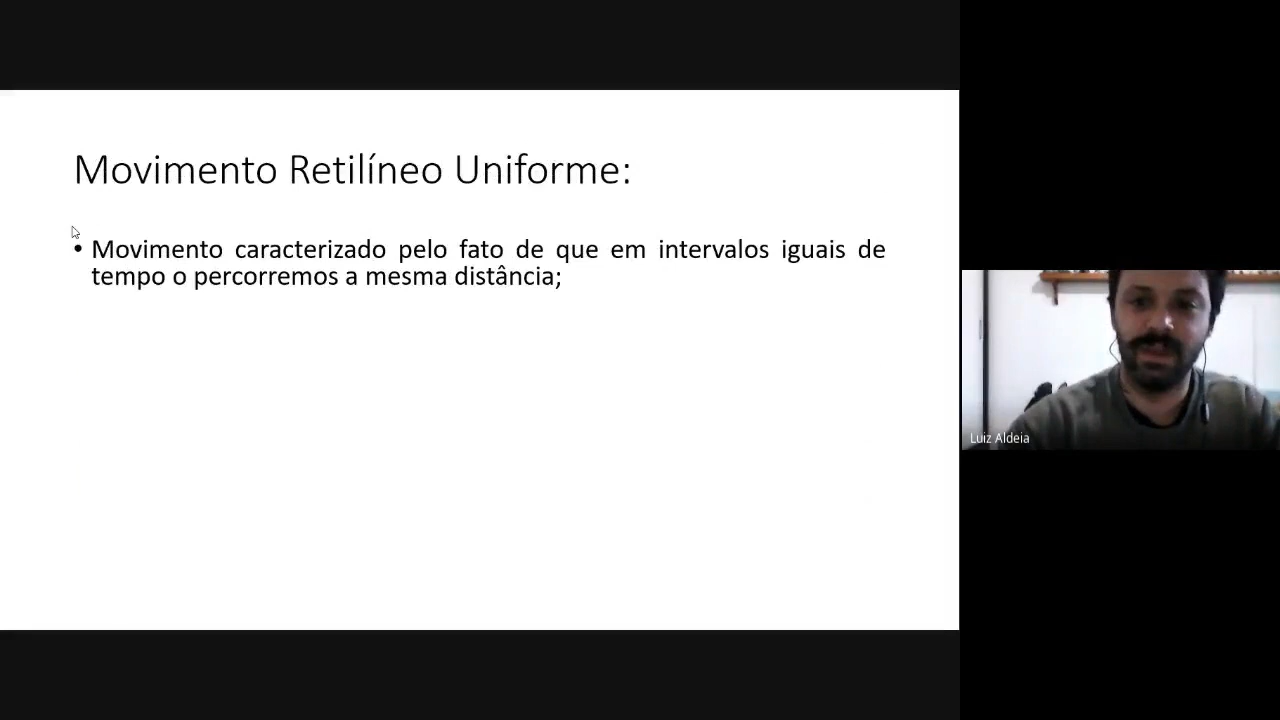 Movimento Retilíneo Uniforme:
• Movimento caracterizado pelo fato de que em intervalos iguais de
tempo o percorremos a mesma distância;
Luiz Aldeia